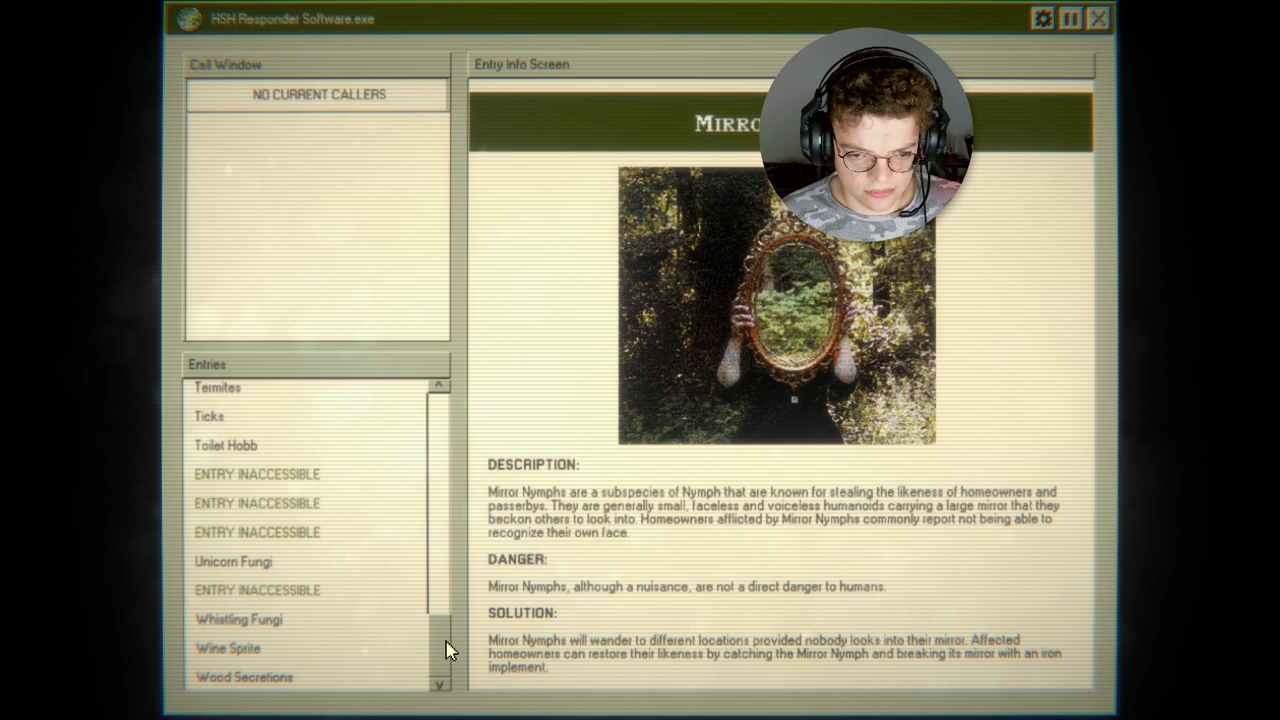 HSH Responder Software.exe
Call Window
NO CURRENT CALLERS
Entries
Termites
Ticks
Toilet Hobb
ENTRY INACCESSIBLE
ENTRY INACCESSIBLE
ENTRY INACCESSIBLE
Unicorn Fungi
ENTRY INACCESSIBLE
Whistling Fungi
Wine Sprite
Wood Secretions
Entry Info Screen
DESCRIPTION:
Mirror Nymphs are a subspecies of Nymph that are known for stealing the likeness of homeowners and
passerbys. They are generally small, faceless and voiceless humanoids carrying a large mirror that they
beckon others to look into. Homeowners afflicted by Mirror Nymphs commonly report not being able to
recognize their own face.
DANGER:
Mirror Nymphs, although a nuisance, are not a direct danger to humans.
SOLUTION:
Mirror Nymphs will wander to different locations provided nobody looks into their mirror. Affected
homeowners can restore their likeness by catching the Mirror Nymph and breaking its mirror with an iron
implement.